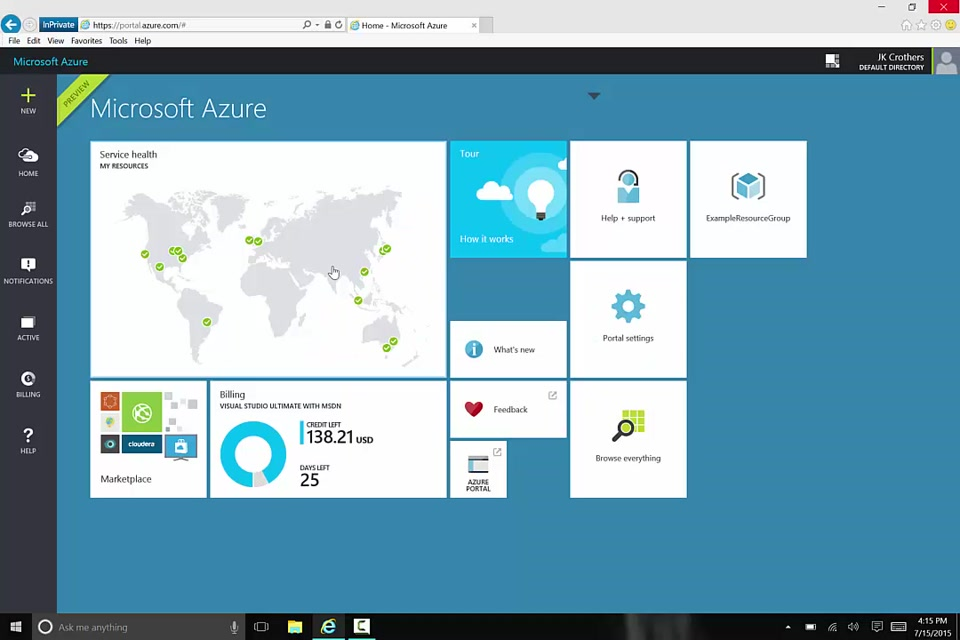 InPrivate
https://portal.azure.com/#
Home - Microsoft Azure
File Edit View Favorites Tools Help
Microsoft Azure
JK Crothers
DEFAULT DIRECTORY
NEW
HOME
BROWSE ALL
NOTIFICATIONS
ACTIVE
BILLING
HELP
PREVIEW
Microsoft Azure
Service health
MY RESOURCES
Tour
How it works
Help + support
ExampleResourceGroup
What's new
Portal settings
Feedback
AZURE
PORTAL
Browse everything
cloudera
Marketplace
Billing
VISUAL STUDIO ULTIMATE WITH MSDN
CREDIT LEFT
138.21 USD
DAYS LEFT
25
Ask me anything
4:15 PM
7/15/2015